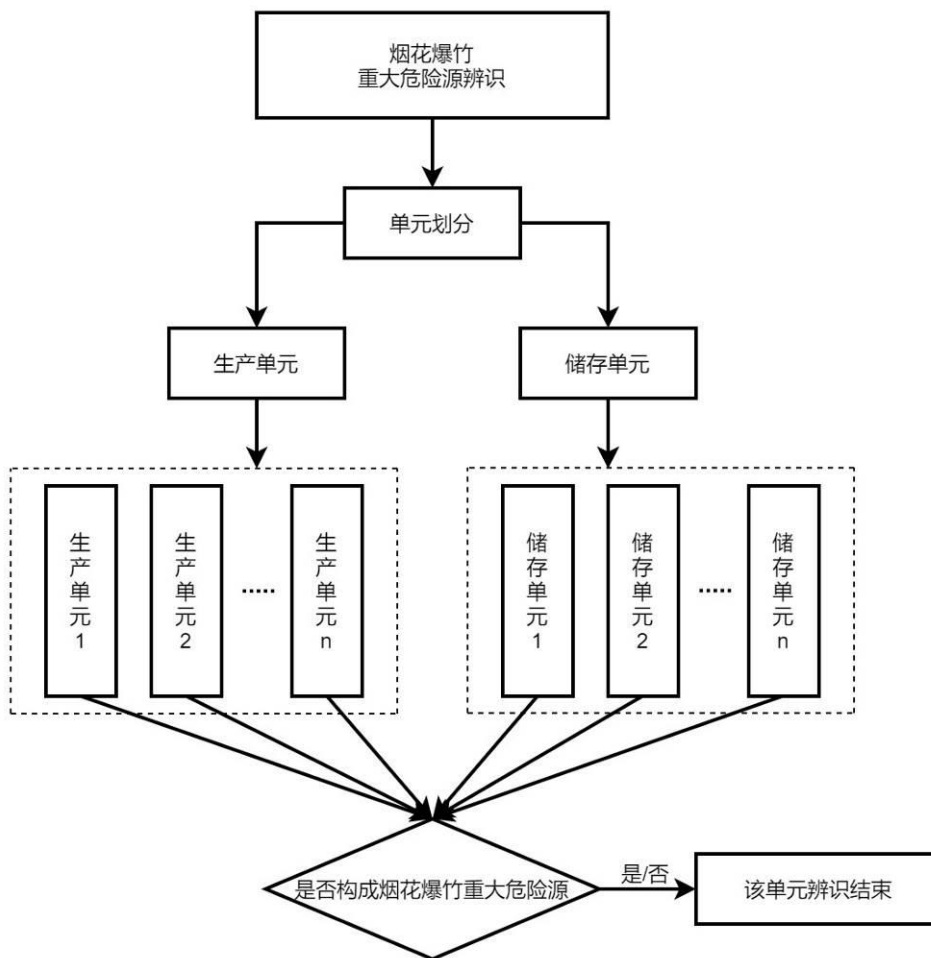 烟花爆竹
重大危险源辨识
单元划分
生产单元
储存单元
生产单元1
生产单元2
.....
生产单元n
储存单元1
储存单元2
.....
储存单元n
是否构成烟花爆竹重大危险源
是/否
该单元辨识结束